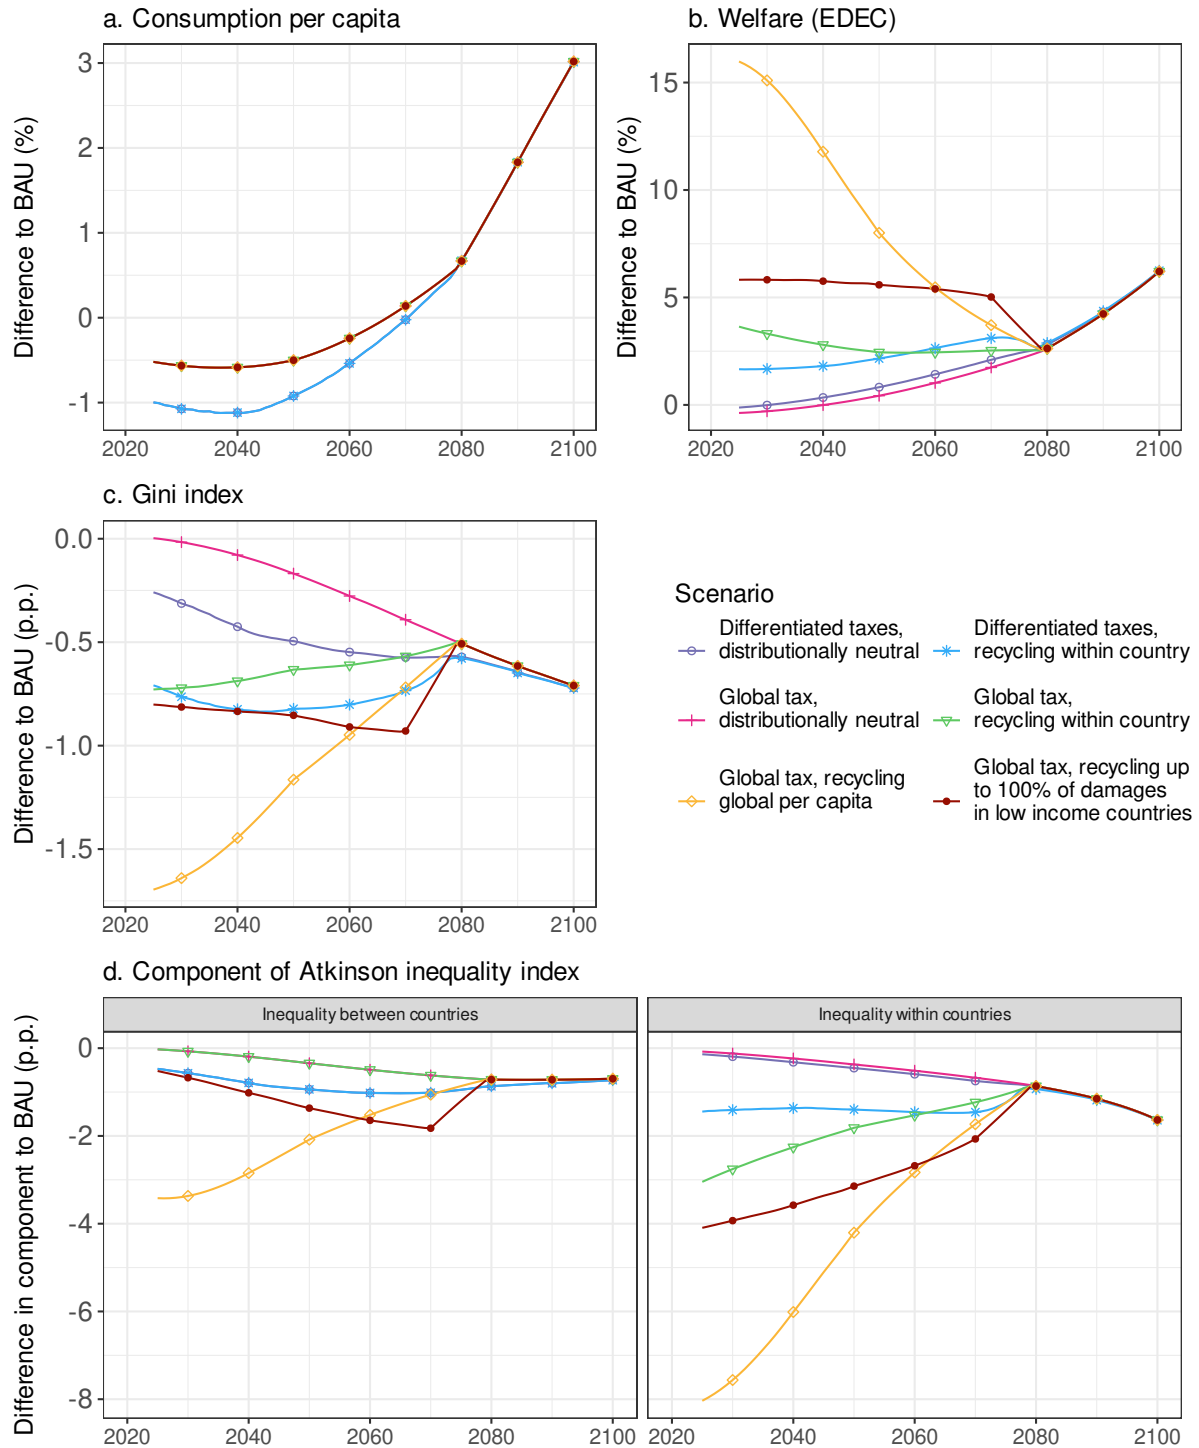 a. Consumption per capita
Difference to BAU (%)
3
2
1
0
-1
2020 2040 2060 2080 2100
b. Welfare (EDEC)
Difference to BAU (%)
15
10
5
0
2020 2040 2060 2080 2100
c. Gini index
Difference to BAU (p.p.)
0.0
-0.5
-1.0
-1.5
2020 2040 2060 2080 2100
Scenario
Differentiated taxes,
distributionally neutral
Differentiated taxes,
recycling within country
Global tax,
distributionally neutral
Global tax,
recycling within country
Global tax, recycling
global per capita
Global tax, recycling up
to 100% of damages
in low income countries
d. Component of Atkinson inequality index
Difference in component to BAU (p.p.)
Inequality between countries
Inequality within countries
0
-2
-4
-6
-8
2020 2040 2060 2080 2100
2020 2040 2060 2080 2100